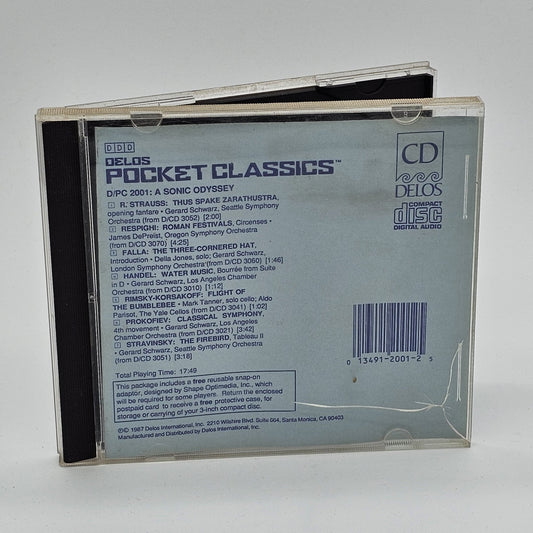 DDD
DELOS
POCKET CLASSICS™
D/PC 2001: A SONIC ODYSSEY
1 R. STRAUSS: THUS SPAKE ZARATHUSTRA,
opening fanfare • Gerard Schwarz, Seattle Symphony
Orchestra (from D/CD 3052) [2:00]
2 RESPIGHI: ROMAN FESTIVALS, Circenses •
James DePreist, Oregon Symphony Orchestra
(from D/CD 3070) [4:25]
3 FALLA: THE THREE-CORNERED HAT,
Introduction • Della Jones, solo; Gerard Schwarz,
London Symphony Orchestra (from D/CD 3060) [1:46]
4 HANDEL: WATER MUSIC, Bourrée from Suite
in D • Gerard Schwarz, Los Angeles Chamber
Orchestra (from D/CD 3010) [1:12]
5 RIMSKY-KORSAKOFF: FLIGHT OF
THE BUMBLEBEE • Mark Tanner, solo cello; Aldo
Parisot, The Yale Cellos (from D/CD 3041) [1:02]
6 PROKOFIEV: CLASSICAL SYMPHONY,
4th movement • Gerard Schwarz, Los Angeles
Chamber Orchestra (from D/CD 3021) [3:42]
7 STRAVINSKY: THE FIREBIRD, Tableau II
• Gerard Schwarz, Seattle Symphony Orchestra
(from D/CD 3051) [3:18]
Total Playing Time: 17:49
This package includes a free reusable snap-on
adaptor, designed by Shape Optimedia, Inc., which
will be required for some players. Return the enclosed
postpaid card to receive a free protective case, for
storage or carrying of your 3-inch compact disc.
©℗ 1987 Delos International, Inc. 2210 Wilshire Blvd. Suite 664, Santa Monica, CA 90403
Manufactured and Distributed by Delos International, Inc.
CD
DELOS
COMPACT
disc
DIGITAL AUDIO
0 13491-2001-2 5